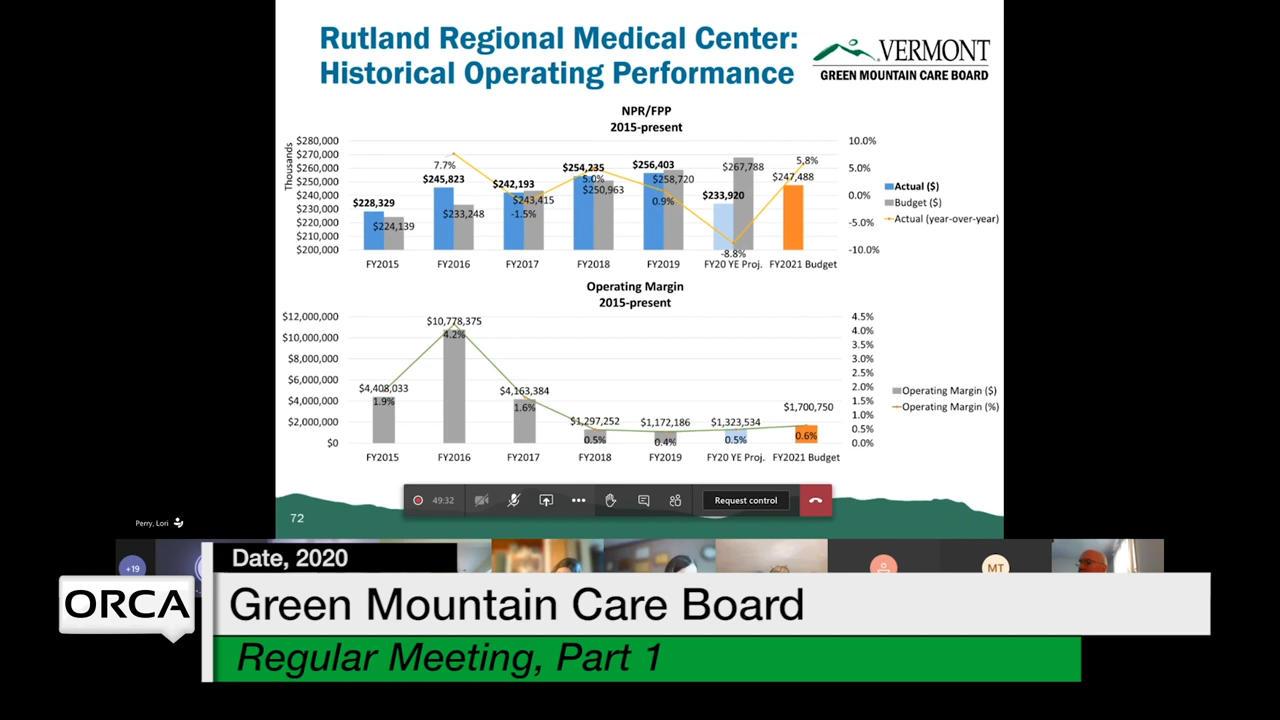 Rutland Regional Medical Center:
Historical Operating Performance
VERMONT
GREEN MOUNTAIN CARE BOARD
NPR/FPP
2015-present
Thousands
$280,000
$270,000
$260,000
$250,000
$240,000
$230,000
$220,000
$210,000
$200,000
10.0%
5.0%
0.0%
-5.0%
-10.0%
$228,329
$224,139
7.7%
$245,823
$233,248
$242,193
$243,415
-1.5%
$254,235
5.0%
$250,963
$256,403
$258,720
0.9%
$233,920
$267,788
-8.8%
5.8%
$247,488
Actual ($)
Budget ($)
Actual (year-over-year)
FY2015 FY2016 FY2017 FY2018 FY2019 FY20 YE Proj. FY2021 Budget
Operating Margin
2015-present
$12,000,000
$10,000,000
$8,000,000
$6,000,000
$4,000,000
$2,000,000
$0
4.5%
4.0%
3.5%
3.0%
2.5%
2.0%
1.5%
1.0%
0.5%
0.0%
$4,408,033
1.9%
$10,778,375
4.2%
$4,163,384
1.6%
$1,297,252
0.5%
$1,172,186
0.4%
$1,323,534
0.5%
$1,700,750
0.6%
Operating Margin ($)
Operating Margin (%)
FY2015 FY2016 FY2017 FY2018 FY2019 FY20 YE Proj. FY2021 Budget
49:32
Request control
72
Perry, Lori
+19
MT
Date, 2020
ORCA
Green Mountain Care Board
Regular Meeting, Part 1